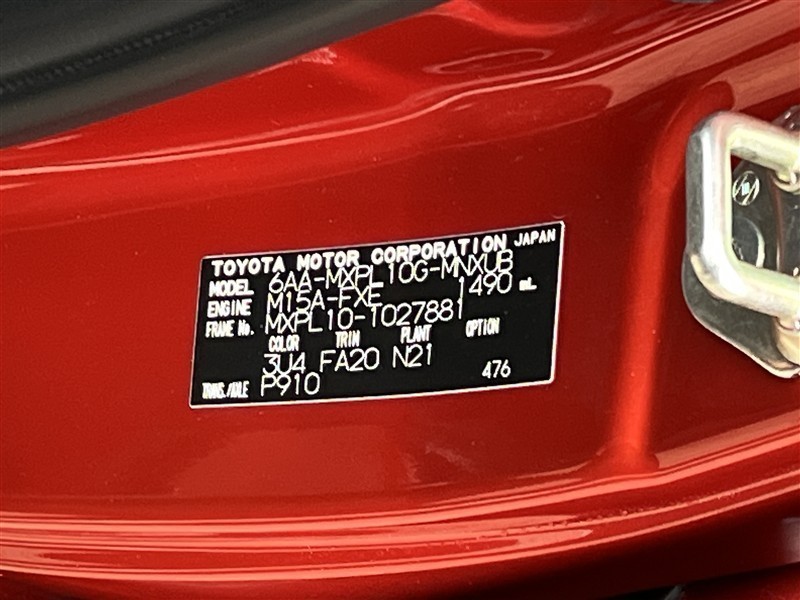 TOYOTA MOTOR CORPORATION JAPAN
MODEL 6AA-MXPL10G-MNXUB
ENGINE M15A-FXE 1490 mL
FRAME No. MXPL10-1027881
COLOR TRIM PLANT OPTION
3U4 FA20 N21
TRANS./AXLE P910 476